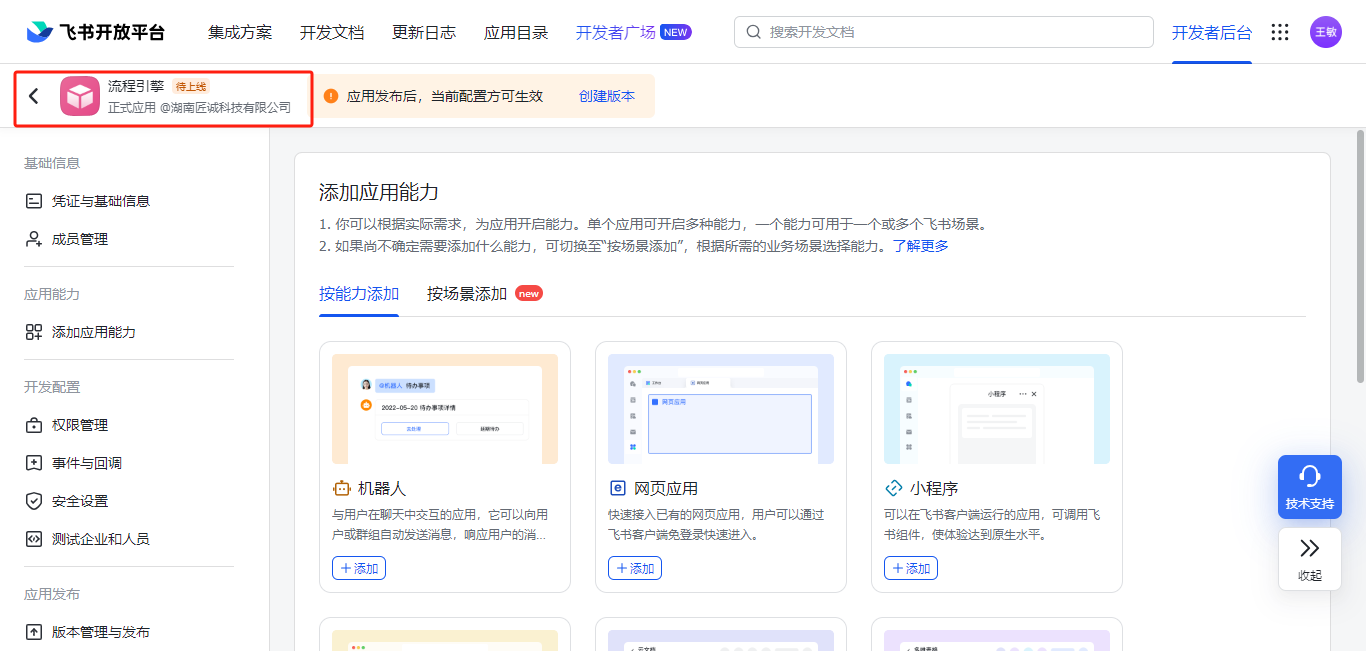 飞书开放平台
集成方案
开发文档
更新日志
应用目录
开发者广场 NEW
搜索开发文档
开发者后台
王敏
流程引擎 待上线
正式应用 @湖南匠诚科技有限公司
应用发布后，当前配置方可生效 创建版本
基础信息
凭证与基础信息
成员管理
应用能力
添加应用能力
开发配置
权限管理
事件与回调
安全设置
测试企业和人员
应用发布
版本管理与发布
添加应用能力
1. 你可以根据实际需求，为应用开启能力。单个应用可开启多种能力，一个能力可用于一个或多个飞书场景。
2. 如果尚不确定需要添加什么能力，可切换至“按场景添加”，根据所需的业务场景选择能力。了解更多
按能力添加
按场景添加 new
@机器人 待办事项
2022-05-20 待办事项详情
去处理
延期待办
机器人
与用户在聊天中交互的应用，它可以向用
户或群组自动发送消息，响应用户的消...
添加
工作台
网页应用
网页应用
网页应用
快速接入已有的网页应用，用户可以通过
飞书客户端免登录快速进入。
添加
小程序
小程序
可以在飞书客户端运行的应用，可调用飞
书组件，使体验达到原生水平。
添加
云文档
多维表格
技术支持
收起